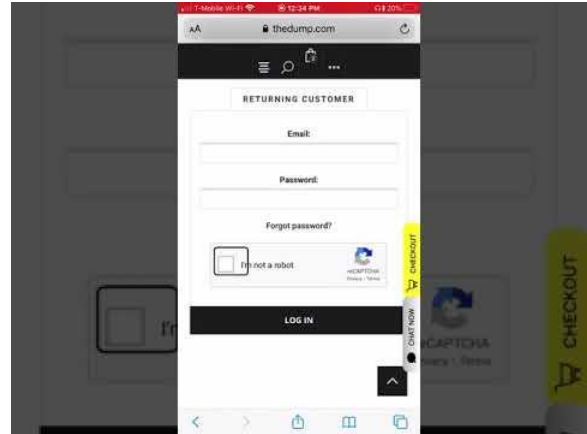 T-Mobile Wi-Fi 12:34 PM 20%
AA thedump.com
RETURNING CUSTOMER
Email:
Password:
Forgot password?
I'm not a robot
reCAPTCHA
Privacy - Terms
LOG IN
CHECKOUT
CHAT NOW
I'm
reCAPTCHA
Privacy - Terms
CHECKOUT